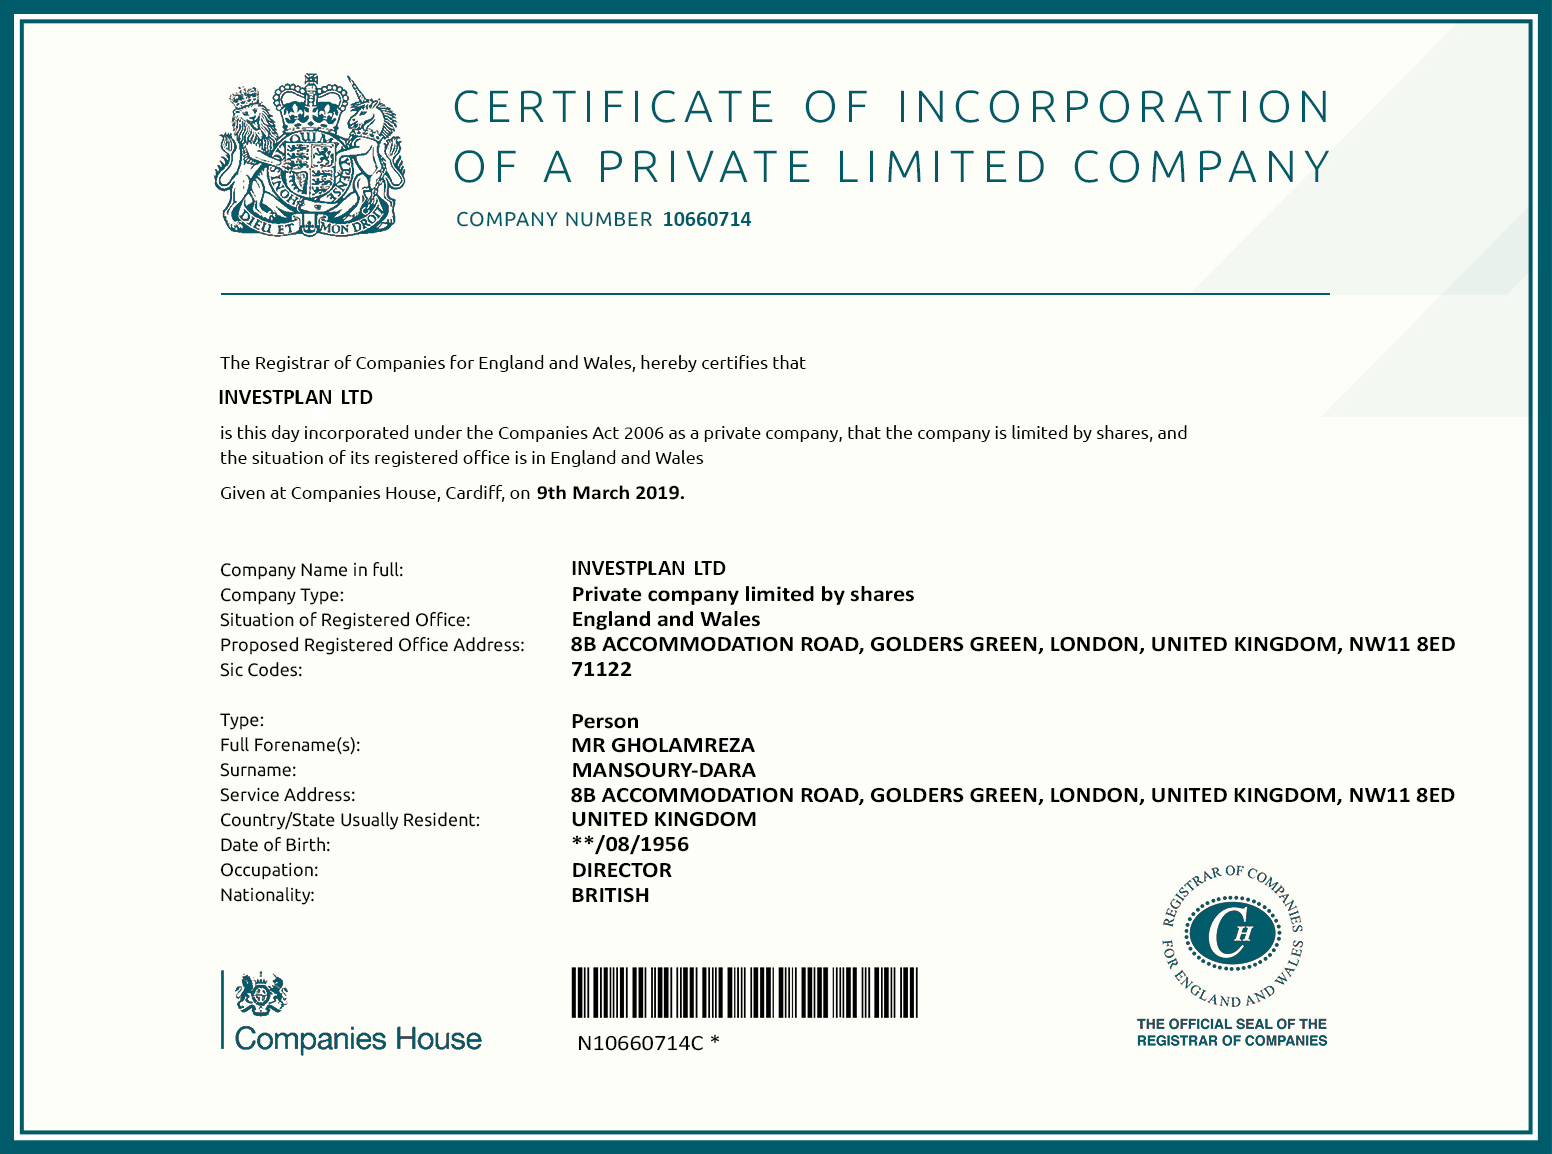 CERTIFICATE OF INCORPORATION
OF A PRIVATE LIMITED COMPANY
COMPANY NUMBER 10660714
DIEU ET MON DROIT
The Registrar of Companies for England and Wales, hereby certifies that
INVESTPLAN LTD
is this day incorporated under the Companies Act 2006 as a private company, that the company is limited by shares, and
the situation of its registered office is in England and Wales
Given at Companies House, Cardiff, on 9th March 2019.
Company Name in full: INVESTPLAN LTD
Company Type: Private company limited by shares
Situation of Registered Office: England and Wales
Proposed Registered Office Address: 8B ACCOMMODATION ROAD, GOLDERS GREEN, LONDON, UNITED KINGDOM, NW11 8ED
Sic Codes: 71122
Type: Person
Full Forename(s): MR GHOLAMREZA
Surname: MANSOURY-DARA
Service Address: 8B ACCOMMODATION ROAD, GOLDERS GREEN, LONDON, UNITED KINGDOM, NW11 8ED
Country/State Usually Resident: UNITED KINGDOM
Date of Birth: **/08/1956
Occupation: DIRECTOR
Nationality: BRITISH
REGISTRAR OF COMPANIES
FOR ENGLAND AND WALES
CH
Companies House
N10660714C *
THE OFFICIAL SEAL OF THE
REGISTRAR OF COMPANIES